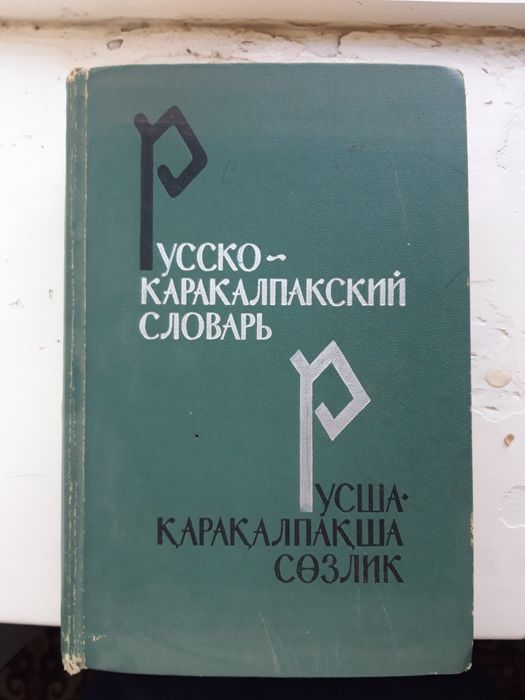 Русско-
каракалпакский
словарь
Русша-
қарақалпақша
сөзлик